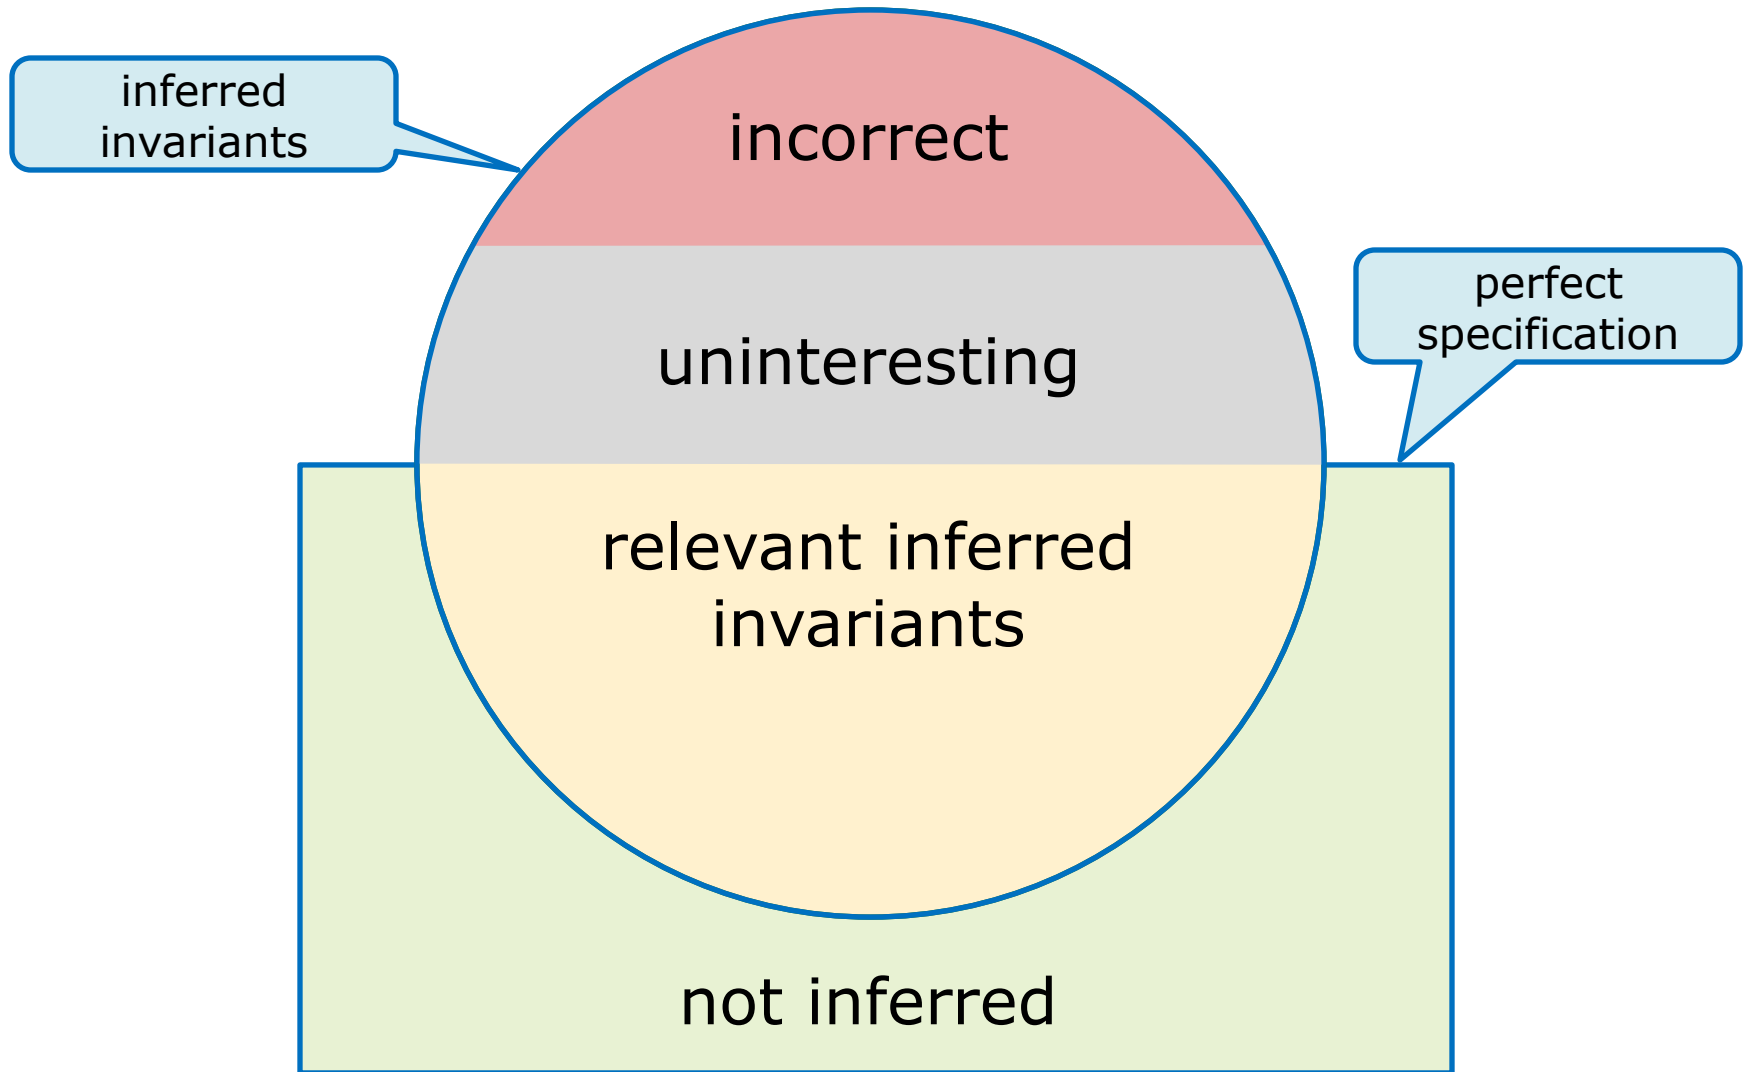 inferred
invariants
incorrect
perfect
specification
uninteresting
relevant inferred
invariants
not inferred